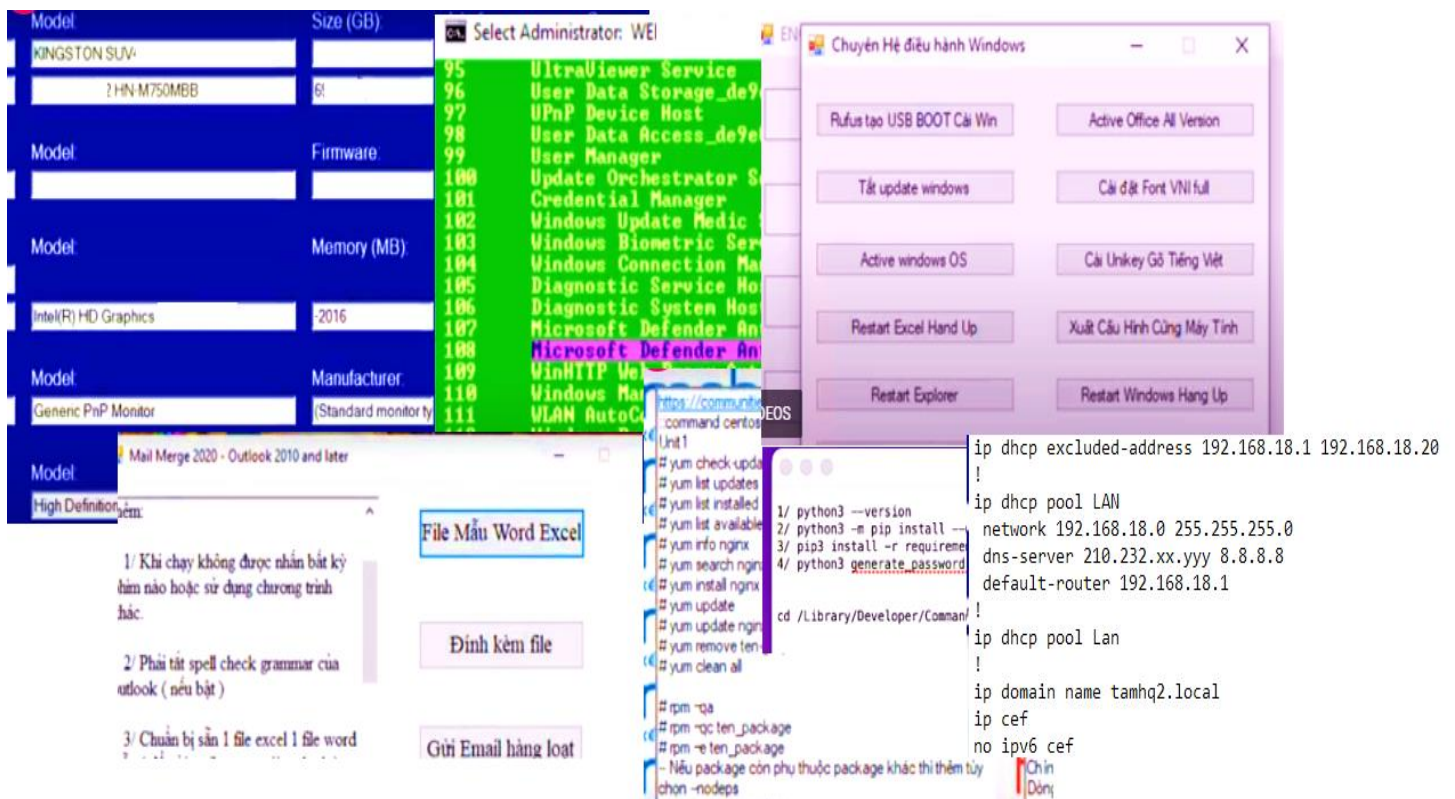 Model:
Size (GB):
KINGSTON SUV
? HN-M750MBB
Model:
Firmware:
Model:
Memory (MB):
Intel(R) HD Graphics
-2016
Model:
Manufacturer:
Generic PnP Monitor
(Standard monitor ty
Model:
High Definition
Select Administrator: WE
95 UltraViewer Service
96 User Data Storage_de9
97 UPnP Device Host
98 User Data Access_de9e
99 User Manager
100 Update Orchestrator S
101 Credential Manager
102 Windows Update Medic
103 Windows Biometric Ser
104 Windows Connection Ma
105 Diagnostic Service Ho
106 Diagnostic System Hos
107 Microsoft Defender An
108 Microsoft Defender An
109 WinHTTP We
110 Windows Ma
111 WLAN AutoC
EN
Chuyên Hệ điều hành Windows
Rufus tạo USB BOOT Cài Win
Active Office All Version
Tắt update windows
Cài đặt Font VNI full
Active windows OS
Cài Unikey Gõ Tiếng Việt
Restart Excel Hand Up
Xuất Cấu Hình Cứng Máy Tính
Restart Explorer
Restart Windows Hang Up
DEOS
Mail Merge 2020 - Outlook 2010 and later
hêm:
1/ Khi chạy không được nhấn bất kỳ
hím nào hoặc sử dụng chương trình
hác.
2/ Phải tắt spell check grammar của
utlook ( nếu bật )
3/ Chuẩn bị sẵn 1 file excel 1 file word
File Mẫu Word Excel
Đính kèm file
Gửi Email hàng loạt
https://communitie
:command centos
Unit 1
# yum check-upda
# yum list updates
# yum list installed
# yum list available
# yum info nginx
# yum search ngin
# yum install nginx
# yum update
# yum update ngin
# yum remove ten-
# yum clean all
# rpm -qa
# rpm -qc ten_package
# rpm -e ten_package
- Nếu package còn phụ thuộc package khác thì thêm tùy
chọn -nodeps
1/ python3 --version
2/ python3 -m pip install --
3/ pip3 install -r requireme
4/ python3 generate_password
cd /Library/Developer/Comman
ip dhcp excluded-address 192.168.18.1 192.168.18.20
!
ip dhcp pool LAN
network 192.168.18.0 255.255.255.0
dns-server 210.232.xx.yyy 8.8.8.8
default-router 192.168.18.1
!
ip dhcp pool Lan
!
ip domain name tamhq2.local
ip cef
no ipv6 cef